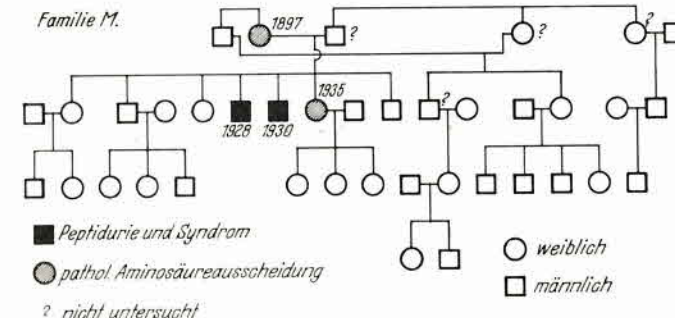 Familie M.
1897
?
?
?
1935
?
1928
1930
Peptidurie und Syndrom
pathol. Aminosäureausscheidung
? nicht untersucht
weiblich
männlich